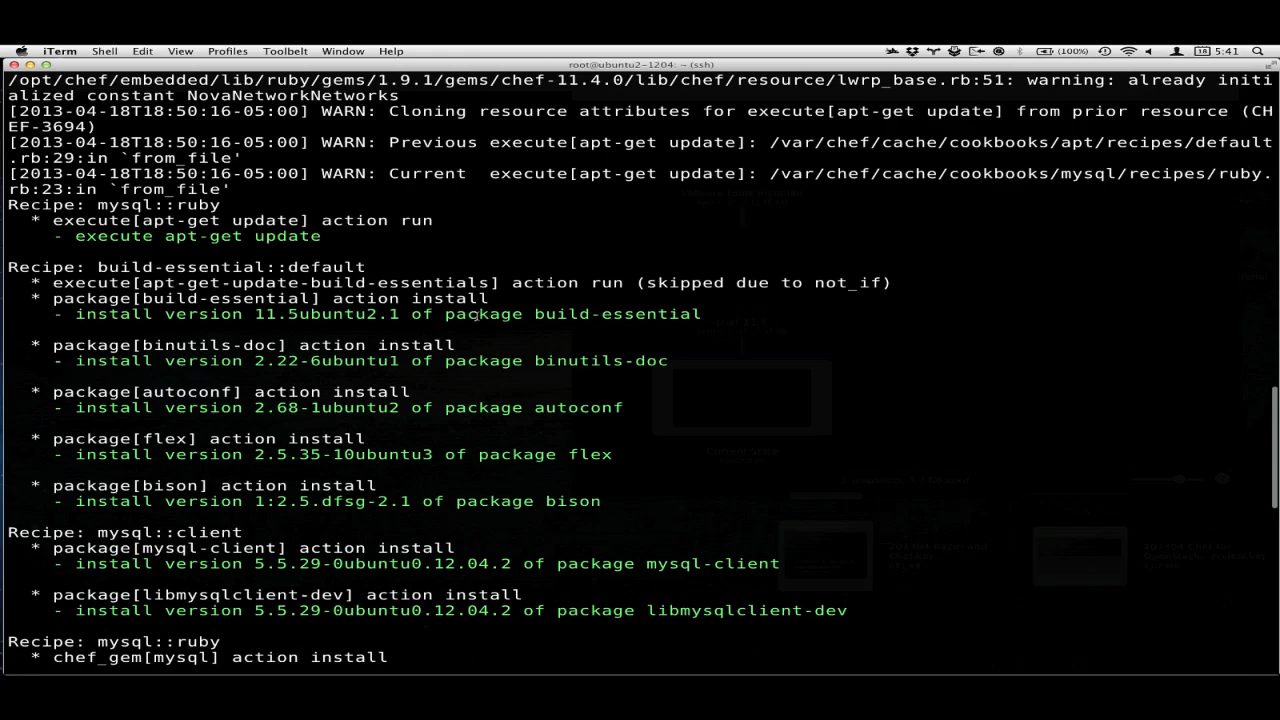 iTerm Shell Edit View Profiles Toolbelt Window Help (100%) 18 5:41
root@ubuntu2-1204: ~ (ssh)
/opt/chef/embedded/lib/ruby/gems/1.9.1/gems/chef-11.4.0/lib/chef/resource/lwrp_base.rb:51: warning: already initi
alized constant NovaNetworkNetworks
[2013-04-18T18:50:16-05:00] WARN: Cloning resource attributes for execute[apt-get update] from prior resource (CH
EF-3694)
[2013-04-18T18:50:16-05:00] WARN: Previous execute[apt-get update]: /var/chef/cache/cookbooks/apt/recipes/default
.rb:29:in `from_file'
[2013-04-18T18:50:16-05:00] WARN: Current  execute[apt-get update]: /var/chef/cache/cookbooks/mysql/recipes/ruby.
rb:23:in `from_file'
Recipe: mysql::ruby
* execute[apt-get update] action run
- execute apt-get update
Recipe: build-essential::default
* execute[apt-get-update-build-essentials] action run (skipped due to not_if)
* package[build-essential] action install
- install version 11.5ubuntu2.1 of package build-essential
* package[binutils-doc] action install
- install version 2.22-6ubuntu1 of package binutils-doc
* package[autoconf] action install
- install version 2.68-1ubuntu2 of package autoconf
* package[flex] action install
- install version 2.5.35-10ubuntu3 of package flex
* package[bison] action install
- install version 1:2.5.dfsg-2.1 of package bison
Recipe: mysql::client
* package[mysql-client] action install
- install version 5.5.29-0ubuntu0.12.04.2 of package mysql-client
* package[libmysqlclient-dev] action install
- install version 5.5.29-0ubuntu0.12.04.2 of package libmysqlclient-dev
Recipe: mysql::ruby
* chef_gem[mysql] action install